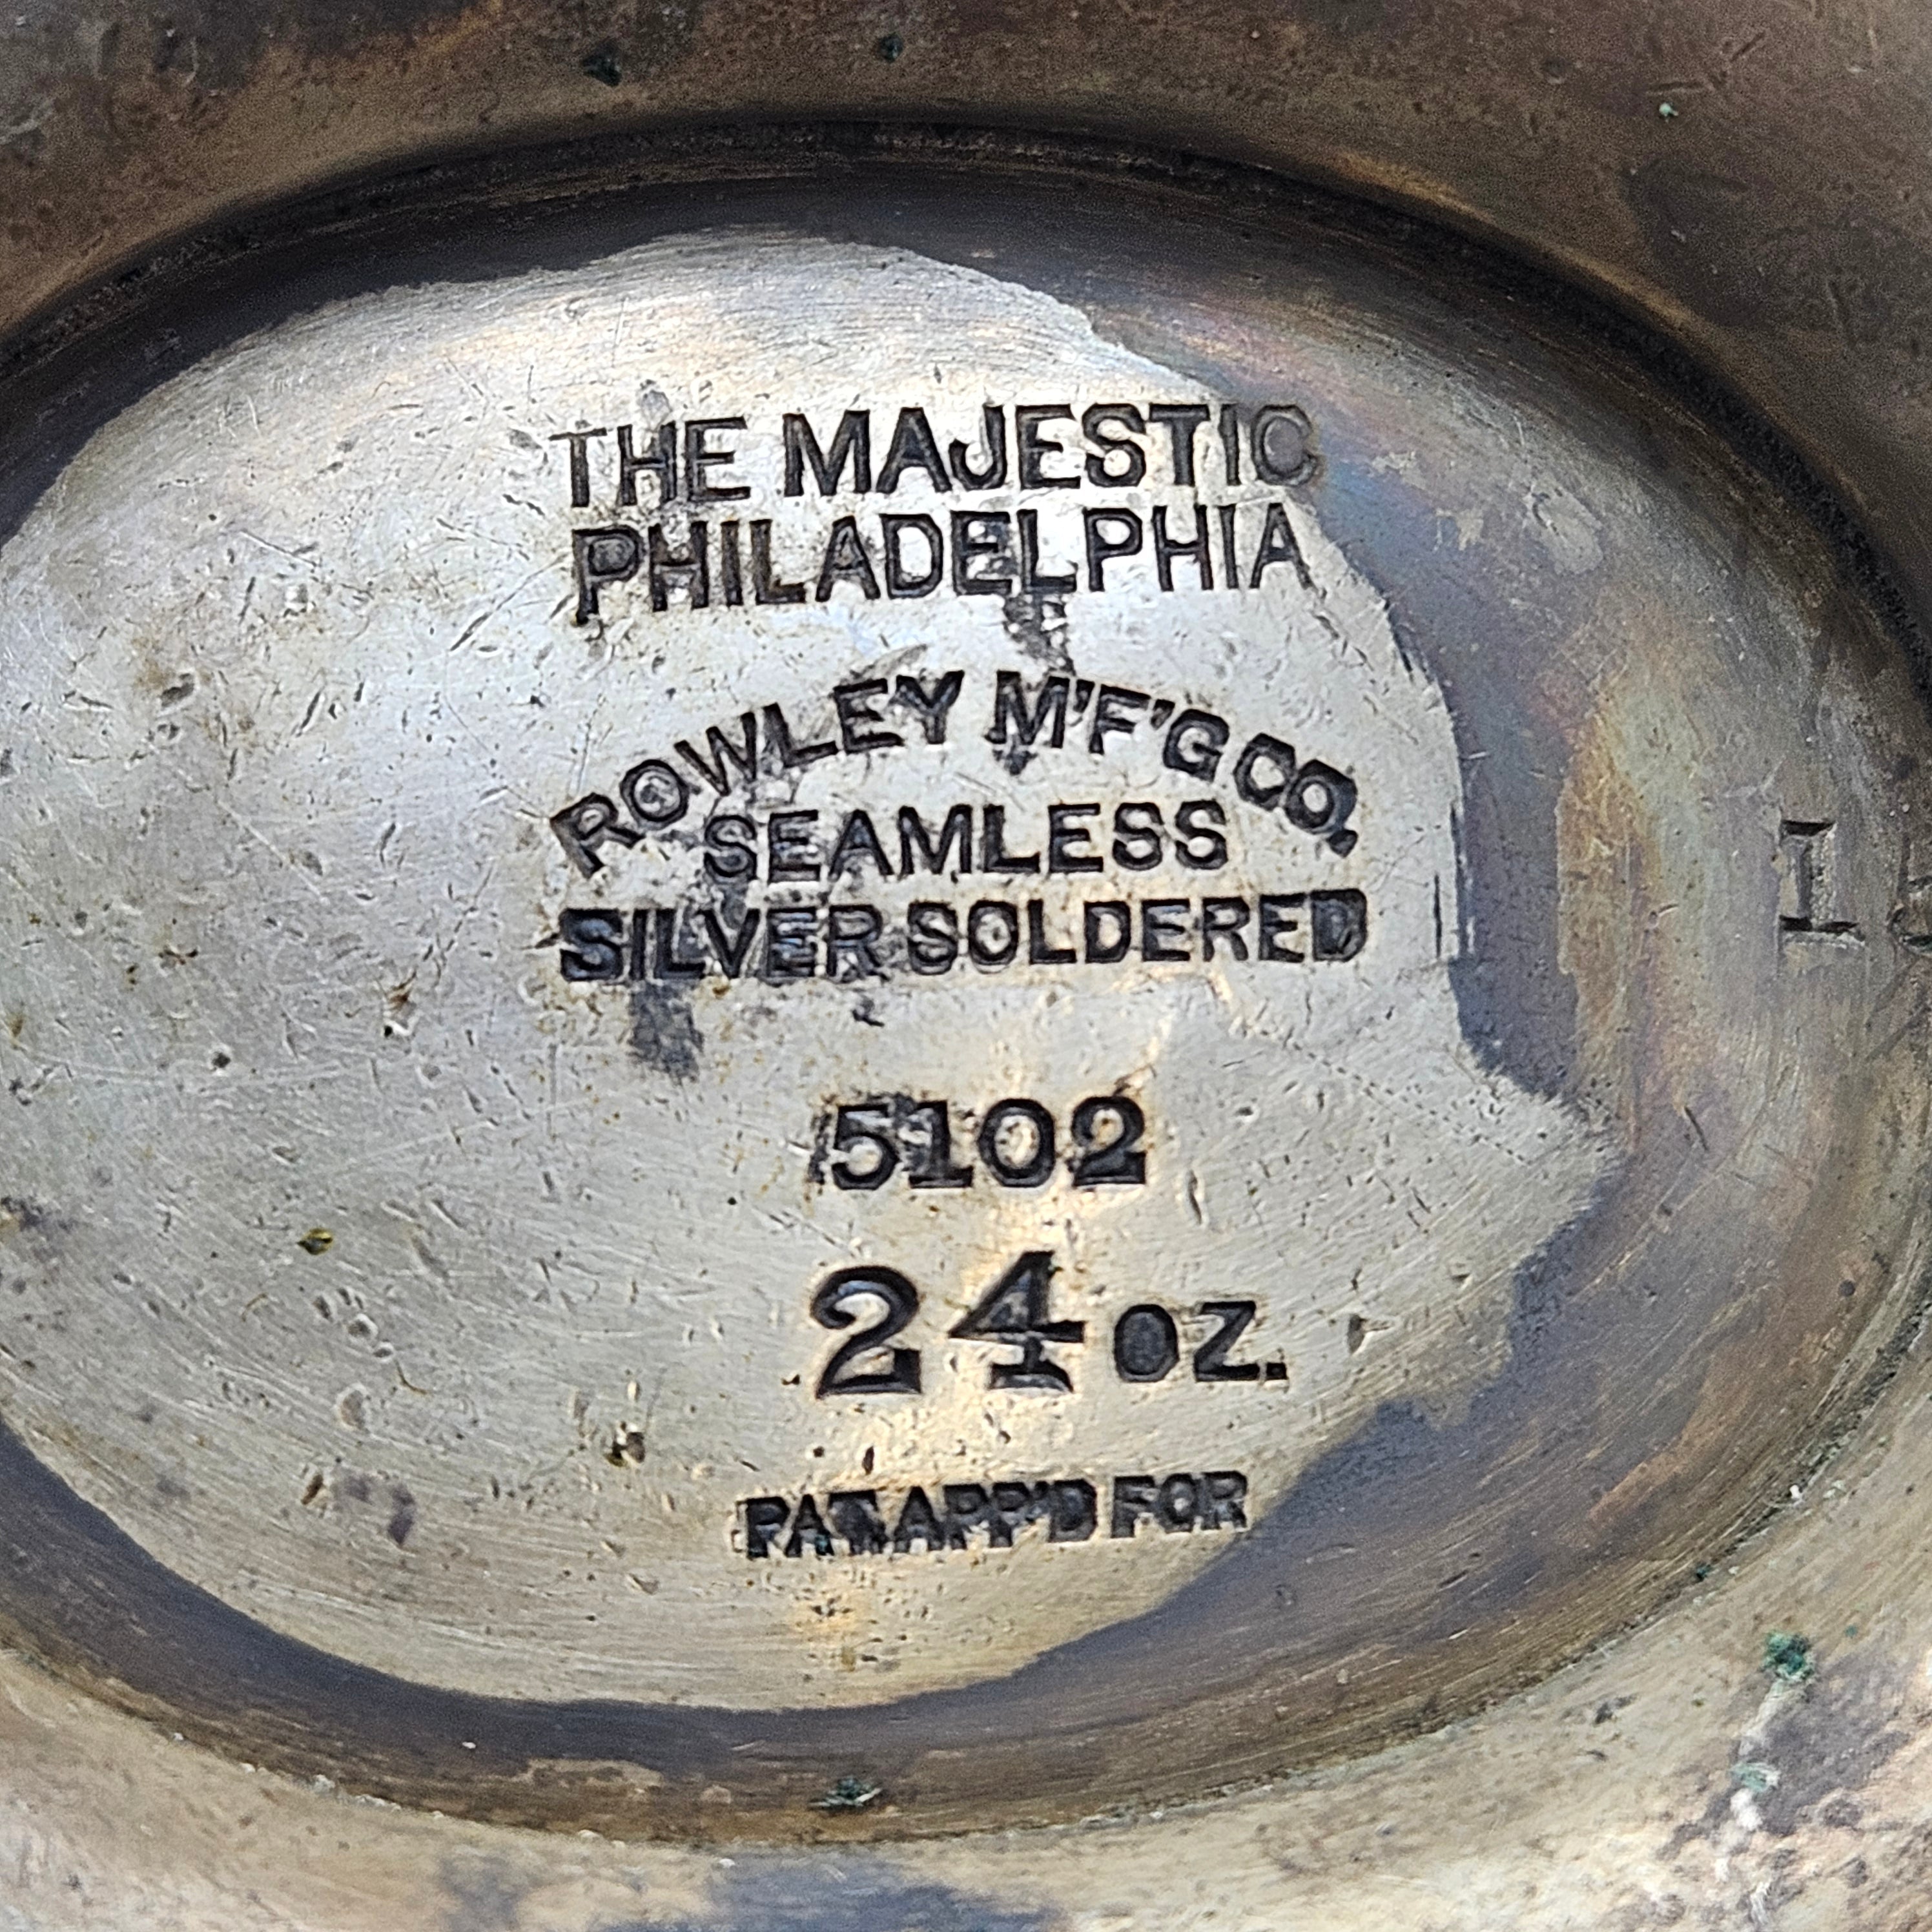 THE MAJESTIC
PHILADELPHIA
ROWLEY M'F'G CO.
SEAMLESS
SILVER SOLDERED
5102
24 OZ.
PAT. APP'D FOR